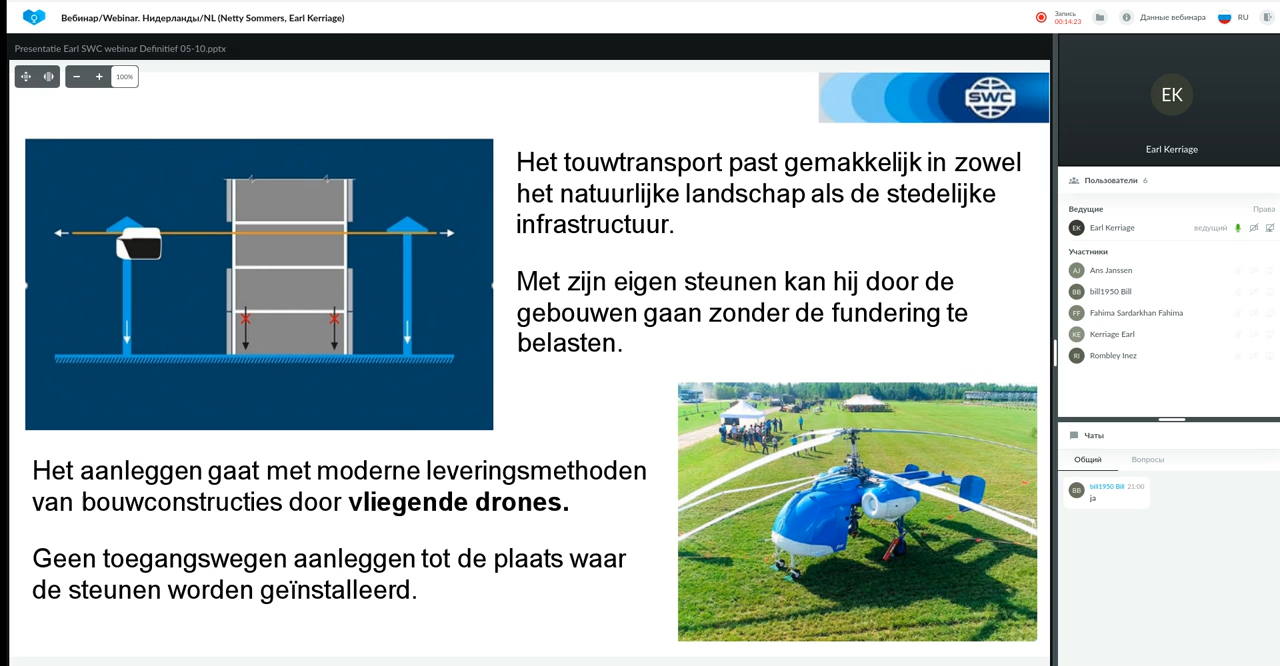 Вебинар/Webinar. Нидерланды/NL (Netty Sommers, Earl Kerriage)
Запись
00:14:23
Данные вебинара
RU
Presentatie Earl SWC webinar Definitief 05-10.pptx
100%
SWC
Het touwtransport past gemakkelijk in zowel
het natuurlijke landschap als de stedelijke
infrastructuur.
Met zijn eigen steunen kan hij door de
gebouwen gaan zonder de fundering te
belasten.
Het aanleggen gaat met moderne leveringsmethoden
van bouwconstructies door vliegende drones.
Geen toegangswegen aanleggen tot de plaats waar
de steunen worden geïnstalleerd.
EK
Earl Kerriage
Пользователи 6
Ведущие Права
EK Earl Kerriage ведущий
Участники
AJ Ans Janssen
BB bill1950 Bill
FF Fahima Sardarkhan Fahima
KE Kerriage Earl
RI Rombley Inez
Чаты
Общий Вопросы
BB bill1950 Bill 21:00
ja